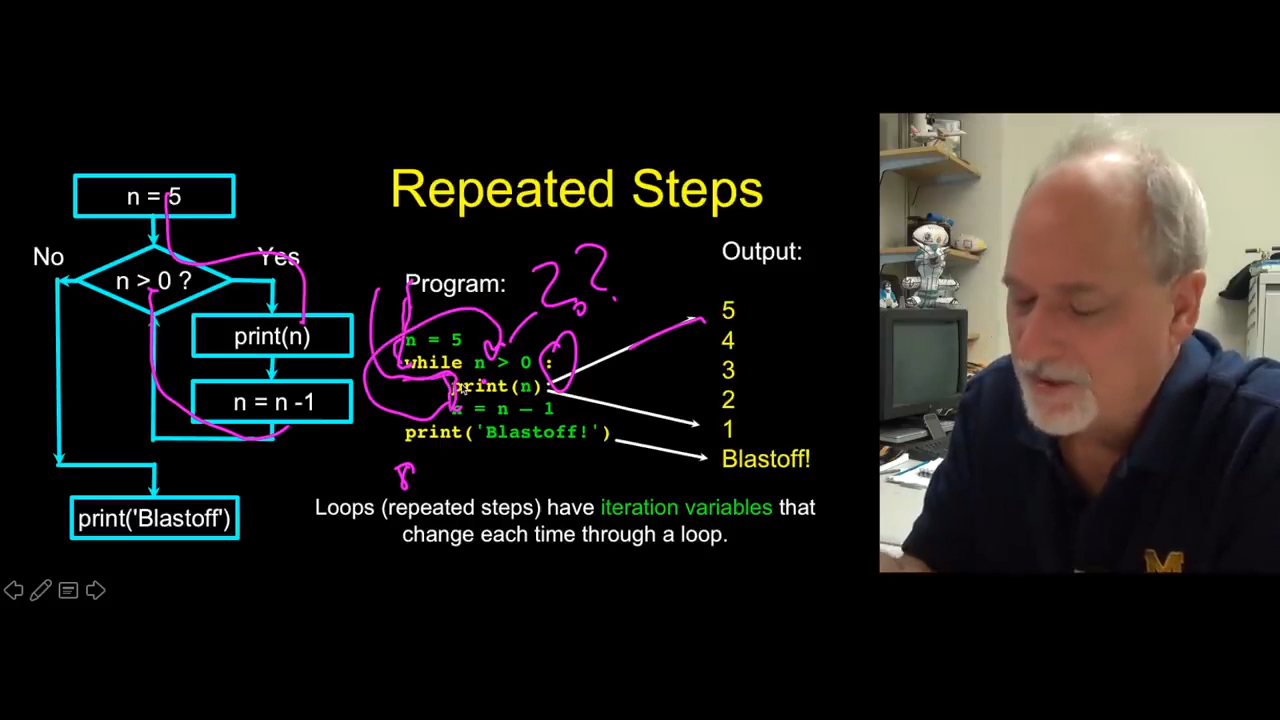 Repeated Steps
n = 5
No
Yes
n > 0 ?
print(n)
n = n -1
print('Blastoff')
Program:
n = 5
while n > 0 :
print(n)
n = n – 1
print('Blastoff!')
??
Output:
5
4
3
2
1
Blastoff!
Loops (repeated steps) have iteration variables that
change each time through a loop.
M